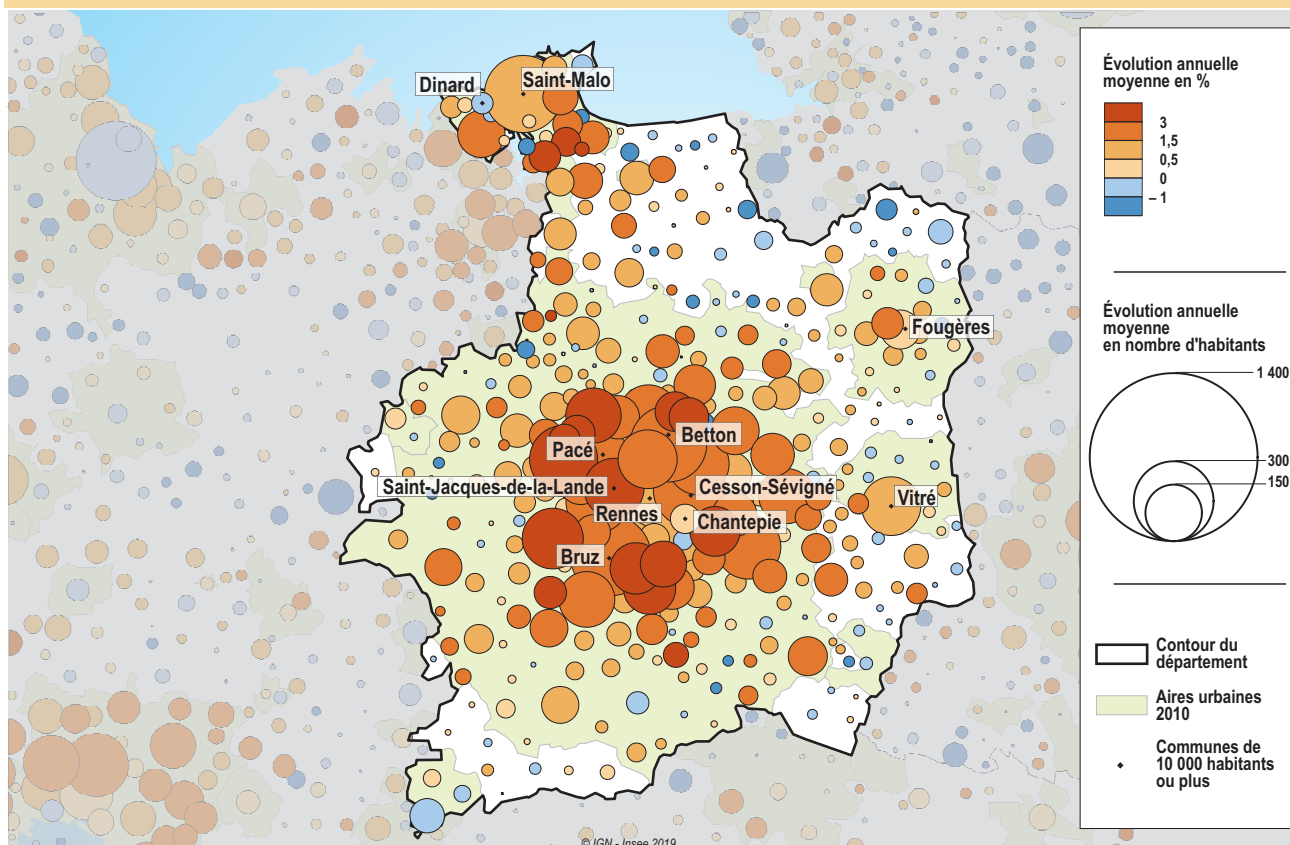 Dinard
Saint-Malo
Fougères
Betton
Pacé
Saint-Jacques-de-la-Lande
Cesson-Sévigné
Vitré
Rennes
Chantepie
Bruz
© IGN - Insee 2019
Évolution annuelle
moyenne en %
3
1,5
0,5
0
– 1
Évolution annuelle
moyenne
en nombre d'habitants
1 400
300
150
Contour du
département
Aires urbaines
2010
Communes de
10 000 habitants
ou plus